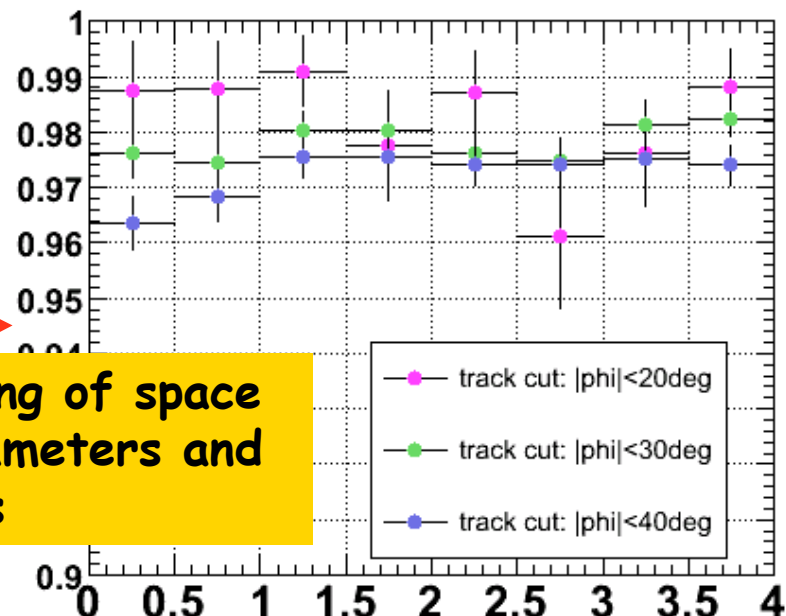 1
0.99
0.98
0.97
0.96
0.95
0.94
of space
and
track cut: |phi|<20deg
track cut: |phi|<30deg
track cut: |phi|<40deg
0.9
0 0.5 1 1.5 2 2.5 3 3.5 4